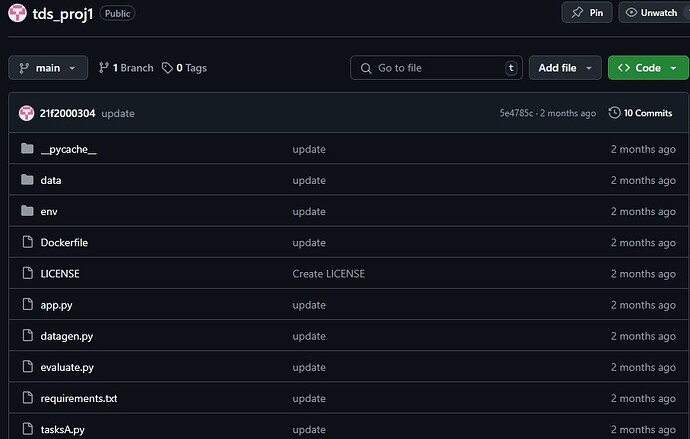 tds_proj1 Public Pin Unwatch
main 1 Branch 0 Tags Go to file t Add file Code
21f2000304 update 5e4785c · 2 months ago 10 Commits
__pycache__ update 2 months ago
data update 2 months ago
env update 2 months ago
Dockerfile update 2 months ago
LICENSE Create LICENSE 2 months ago
app.py update 2 months ago
datagen.py update 2 months ago
evaluate.py update 2 months ago
requirements.txt update 2 months ago
tasksA.py update 2 months ago